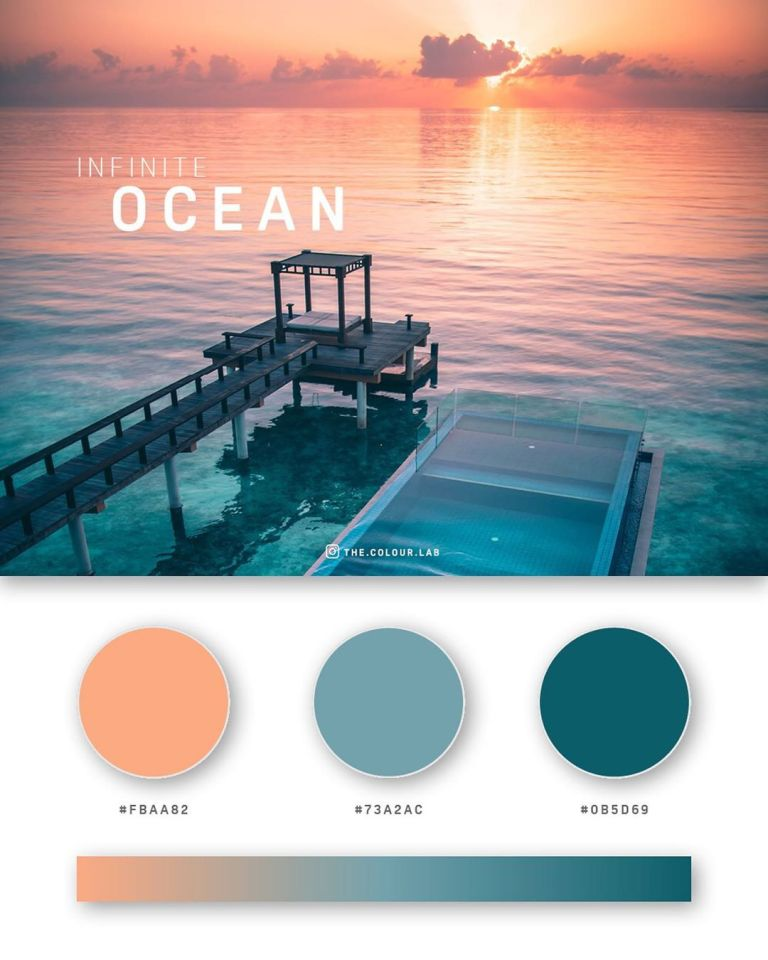 INFINITE
OCEAN
THE.COLOUR.LAB
#FBAA82
#73A2AC
#0B5D69